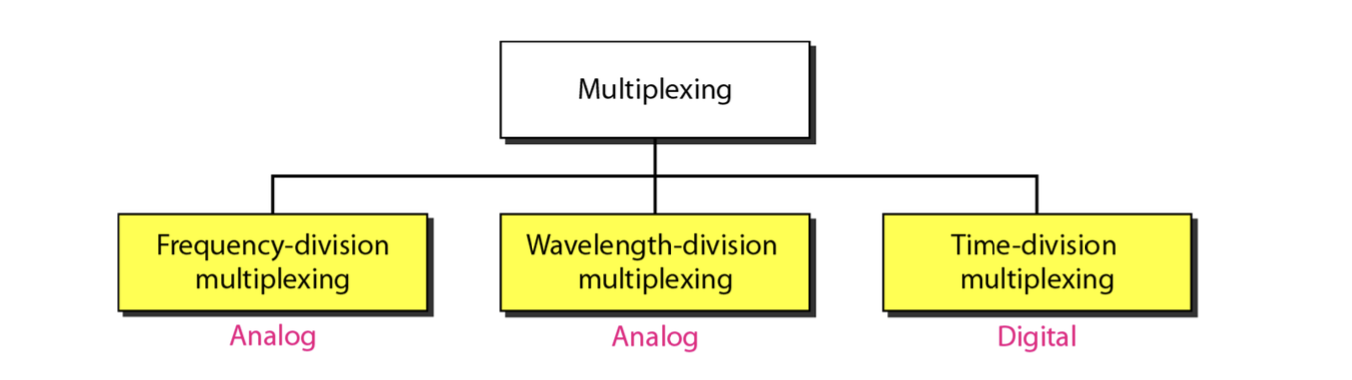 Multiplexing
Frequency-division
multiplexing
Wavelength-division
multiplexing
Time-division
multiplexing
Analog
Analog
Digital